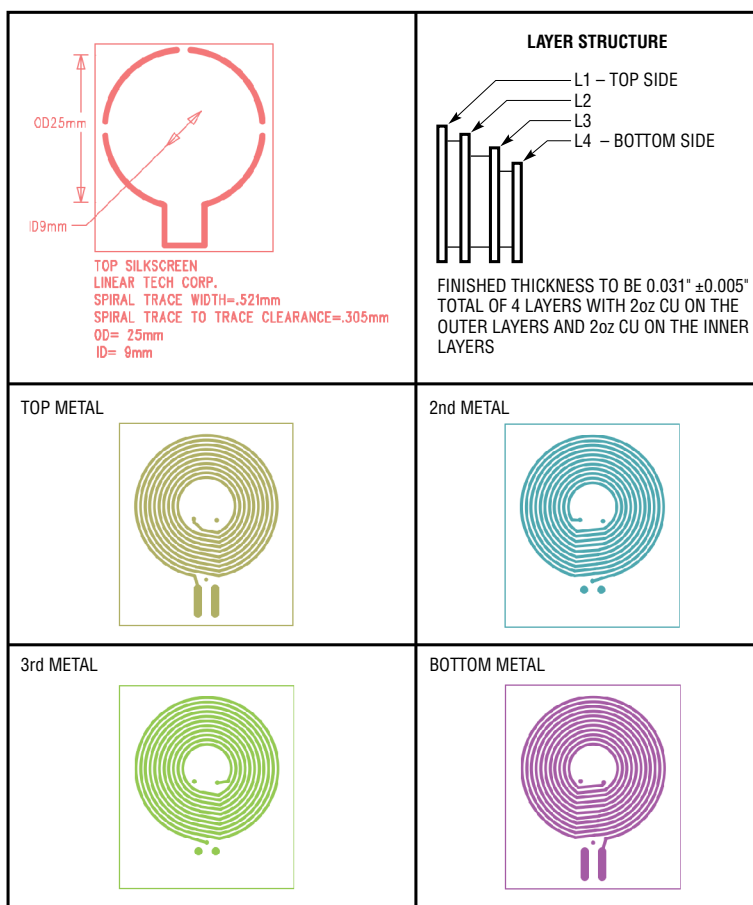 OD25mm
ID9mm
TOP SILKSCREEN
LINEAR TECH CORP.
SPIRAL TRACE WIDTH=.521mm
SPIRAL TRACE TO TRACE CLEARANCE=.305mm
OD= 25mm
ID= 9mm
LAYER STRUCTURE
L1 – TOP SIDE
L2
L3
L4 – BOTTOM SIDE
FINISHED THICKNESS TO BE 0.031" ±0.005"
TOTAL OF 4 LAYERS WITH 2oz CU ON THE
OUTER LAYERS AND 2oz CU ON THE INNER
LAYERS
TOP METAL
2nd METAL
3rd METAL
BOTTOM METAL